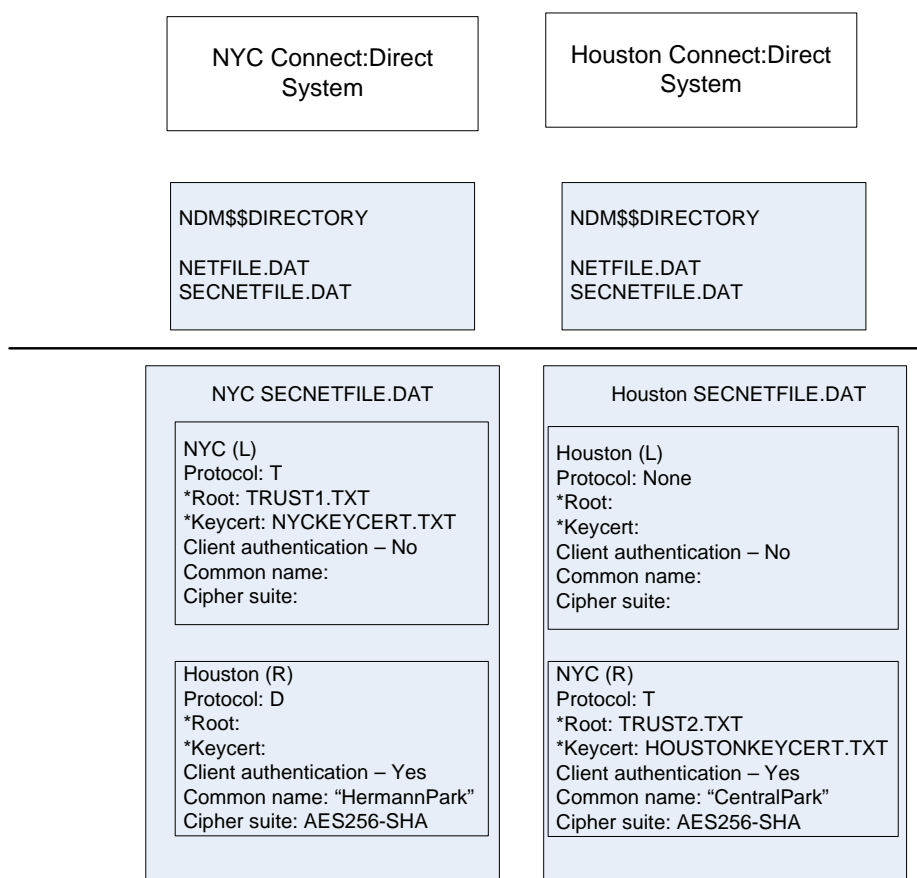 NYC Connect:Direct
System
Houston Connect:Direct
System
NDM$$DIRECTORY
NETFILE.DAT
SECNETFILE.DAT
NDM$$DIRECTORY
NETFILE.DAT
SECNETFILE.DAT
NYC SECNETFILE.DAT
NYC (L)
Protocol: T
*Root: TRUST1.TXT
*Keycert: NYCKEYCERT.TXT
Client authentication – No
Common name:
Cipher suite:
Houston (R)
Protocol: D
*Root:
*Keycert:
Client authentication – Yes
Common name: “HermannPark”
Cipher suite: AES256-SHA
Houston SECNETFILE.DAT
Houston (L)
Protocol: None
*Root:
*Keycert:
Client authentication – No
Common name:
Cipher suite:
NYC (R)
Protocol: T
*Root: TRUST2.TXT
*Keycert: HOUSTONKEYCERT.TXT
Client authentication – Yes
Common name: “CentralPark”
Cipher suite: AES256-SHA